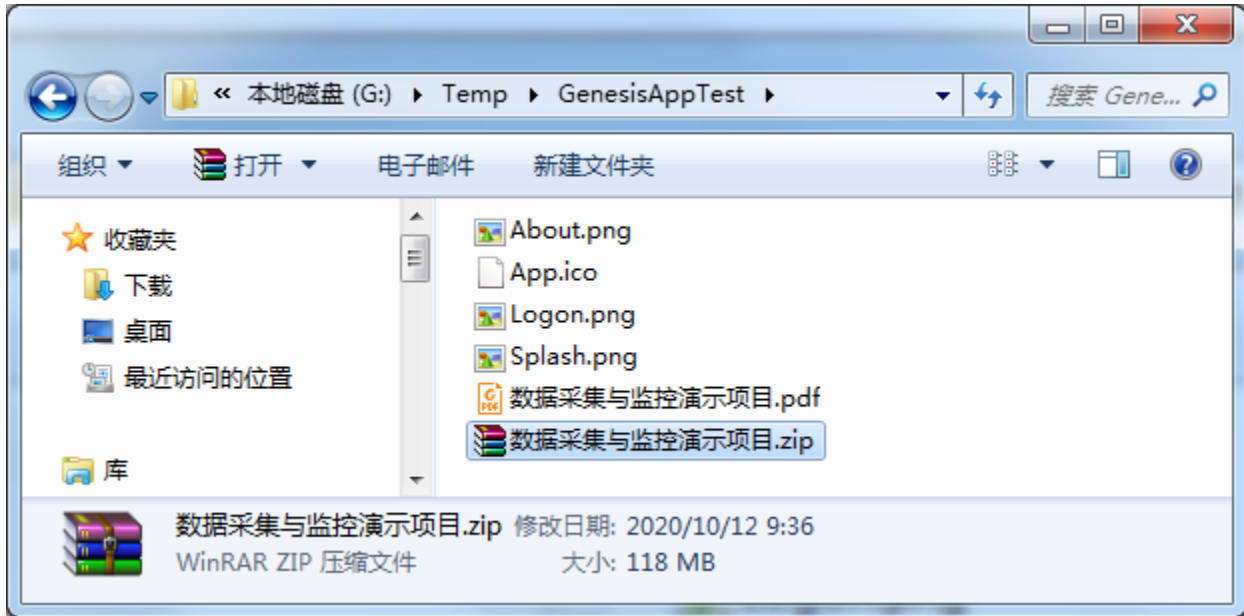 « 本地磁盘 (G:) ▸ Temp ▸ GenesisAppTest ▸
搜索 Gene...
组织 打开 电子邮件 新建文件夹
收藏夹
下载
桌面
最近访问的位置
库
About.png
App.ico
Logon.png
Splash.png
数据采集与监控演示项目.pdf
数据采集与监控演示项目.zip
数据采集与监控演示项目.zip 修改日期: 2020/10/12 9:36
WinRAR ZIP 压缩文件 大小: 118 MB